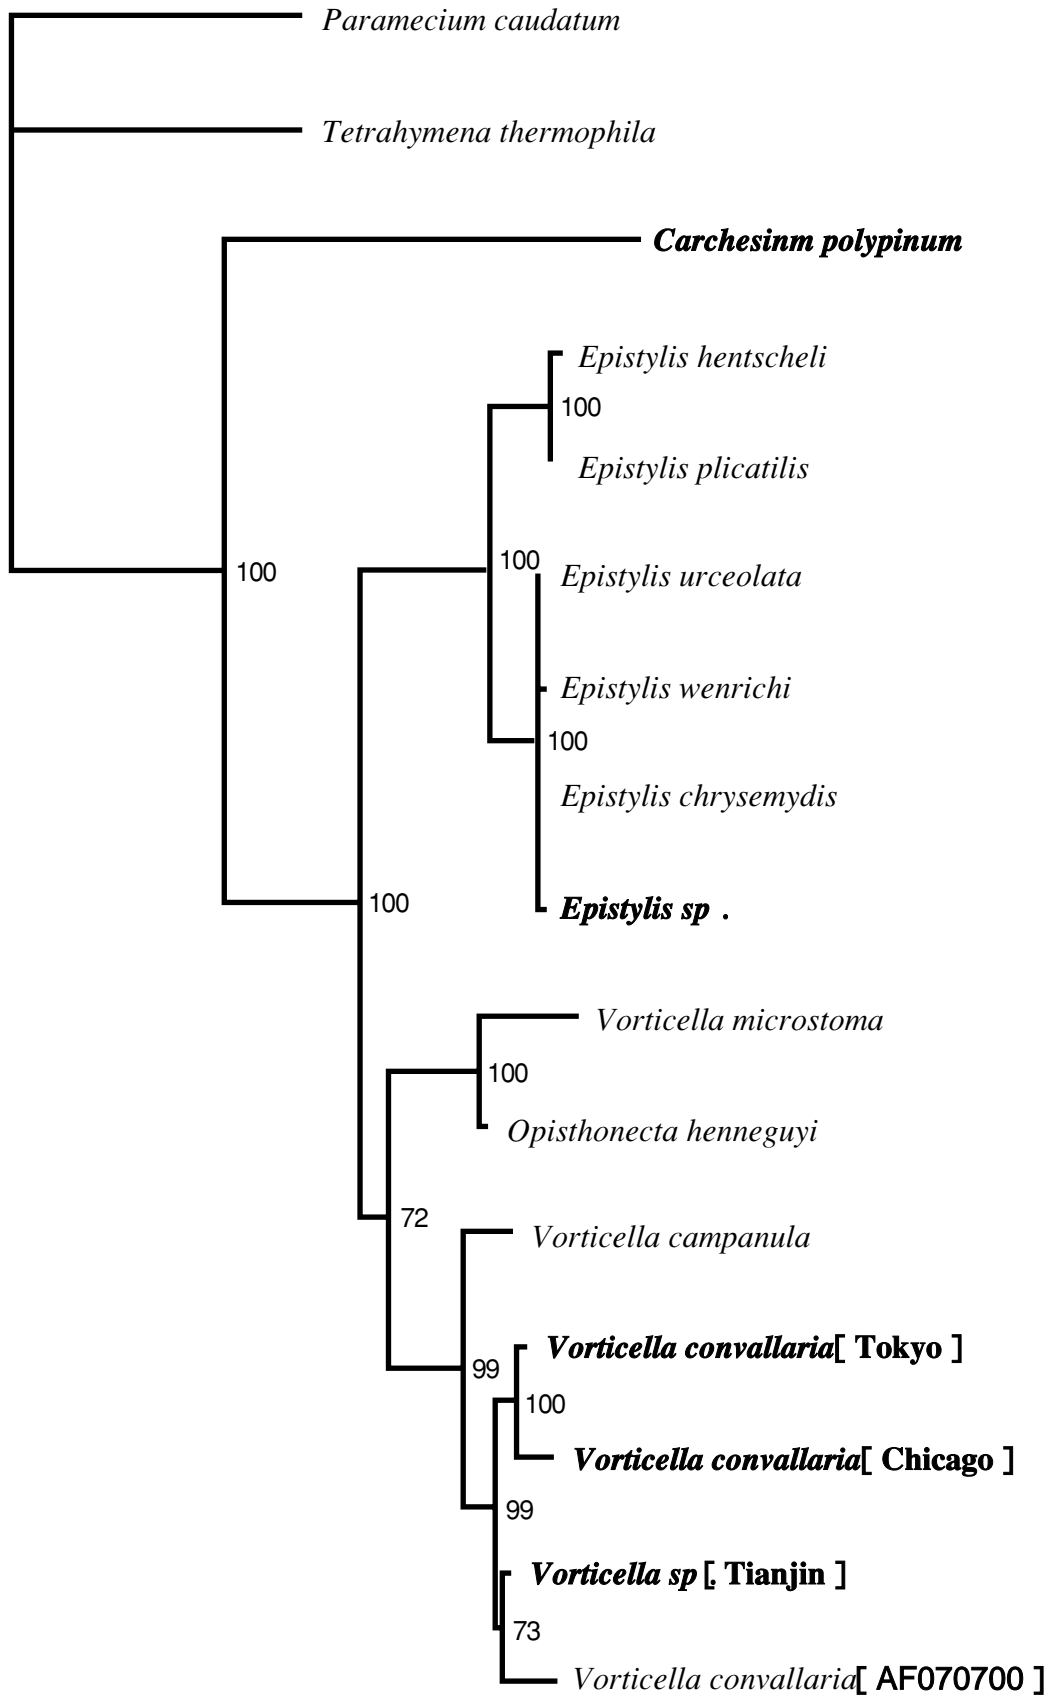 Paramecium caudatum
Tetrahymena thermophila
Carchesinm polypinum
Epistylis hentscheli
100
Epistylis plicatilis
100
Epistylis urceolata
100
Epistylis wenrichi
100
Epistylis chrysemydis
100
Epistylis sp .
Vorticella microstoma
100
Opisthonecta henneguyi
72
Vorticella campanula
Vorticella convallaria[ Tokyo ]
99
100
Vorticella convallaria[ Chicago ]
99
Vorticella sp [. Tianjin ]
73
Vorticella convallaria[ AF070700 ]